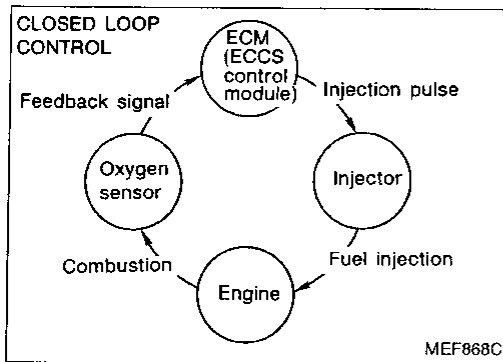 CLOSED LOOP
CONTROL
ECM
(ECCS
control
module)
Feedback signal
Injection pulse
Oxygen
sensor
Injector
Combustion
Fuel injection
Engine
MEF868C